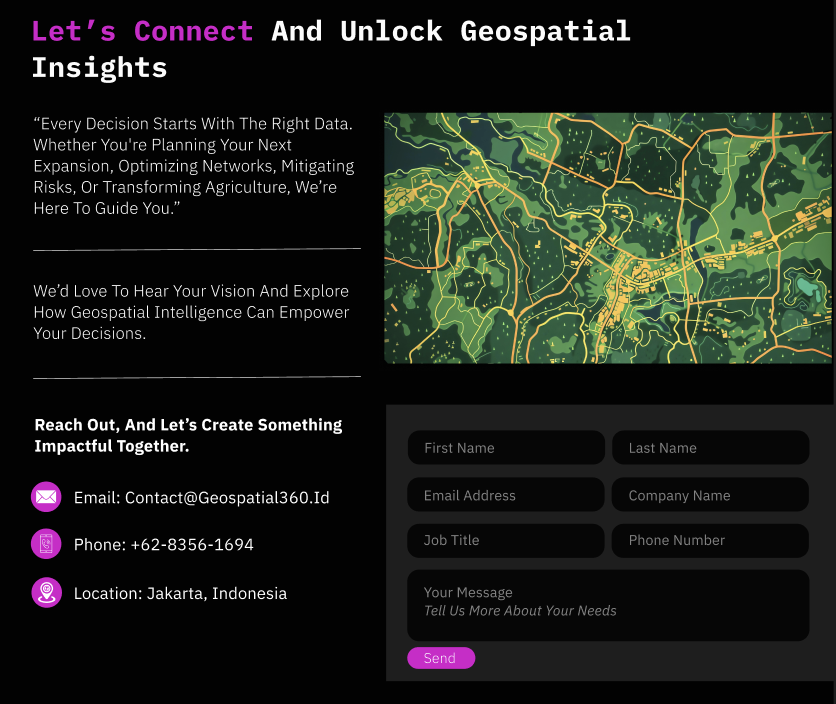 Let’s Connect And Unlock Geospatial
Insights
“Every Decision Starts With The Right Data.
Whether You're Planning Your Next
Expansion, Optimizing Networks, Mitigating
Risks, Or Transforming Agriculture, We’re
Here To Guide You.”
We’d Love To Hear Your Vision And Explore
How Geospatial Intelligence Can Empower
Your Decisions.
Reach Out, And Let’s Create Something
Impactful Together.
Email: Contact@Geospatial360.Id
Phone: +62-8356-1694
Location: Jakarta, Indonesia
First Name
Last Name
Email Address
Company Name
Job Title
Phone Number
Your Message
Tell Us More About Your Needs
Send